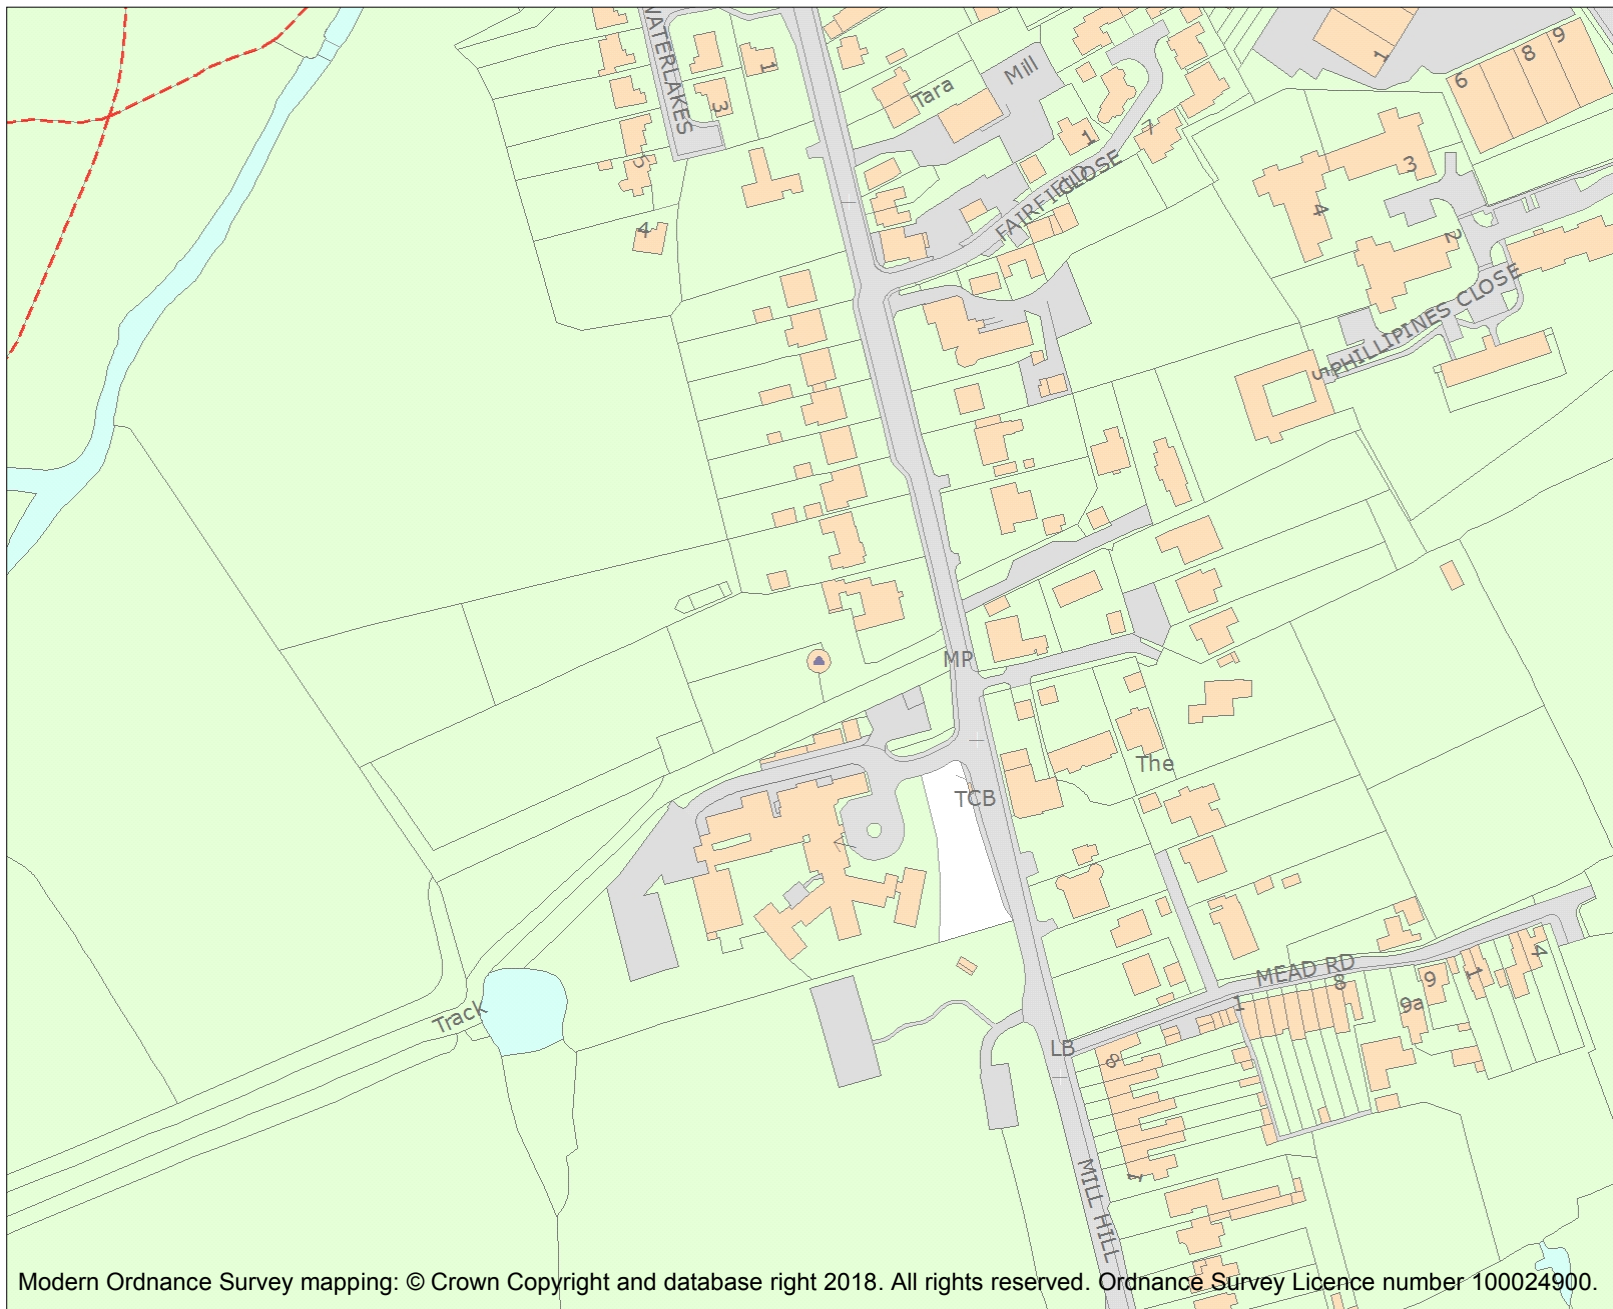 WATERLAKES
1
3
5
4
Tara
Mill
1
7
FAIRFIELD
CLOSE
1
6
8
9
3
4
2
PHILLIPINES CLOSE
5
MP
The
TCB
Track
MEAD RD
1
8
9
9a
1
4
LB
8
1
MILL HILL
Modern Ordnance Survey mapping: © Crown Copyright and database right 2018. All rights reserved. Ordnance Survey Licence number 100024900.